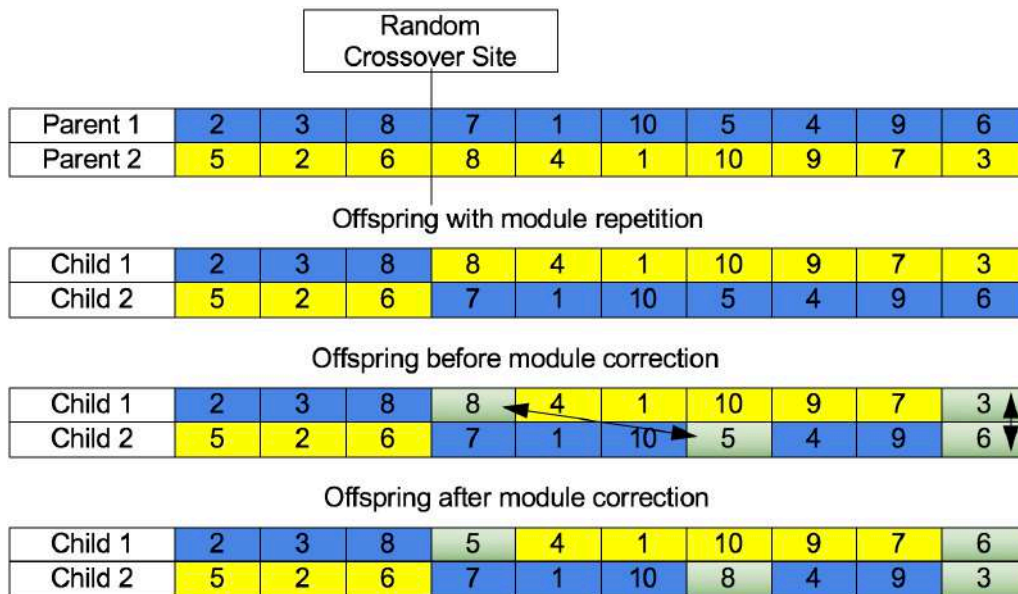 Random
Crossover Site
Parent 1 2 3 8 7 1 10 5 4 9 6
Parent 2 5 2 6 8 4 1 10 9 7 3
Offspring with module repetition
Child 1 2 3 8 8 4 1 10 9 7 3
Child 2 5 2 6 7 1 10 5 4 9 6
Offspring before module correction
Child 1 2 3 8 8 4 1 10 9 7 3
Child 2 5 2 6 7 1 10 5 4 9 6
Offspring after module correction
Child 1 2 3 8 5 4 1 10 9 7 6
Child 2 5 2 6 7 1 10 8 4 9 3